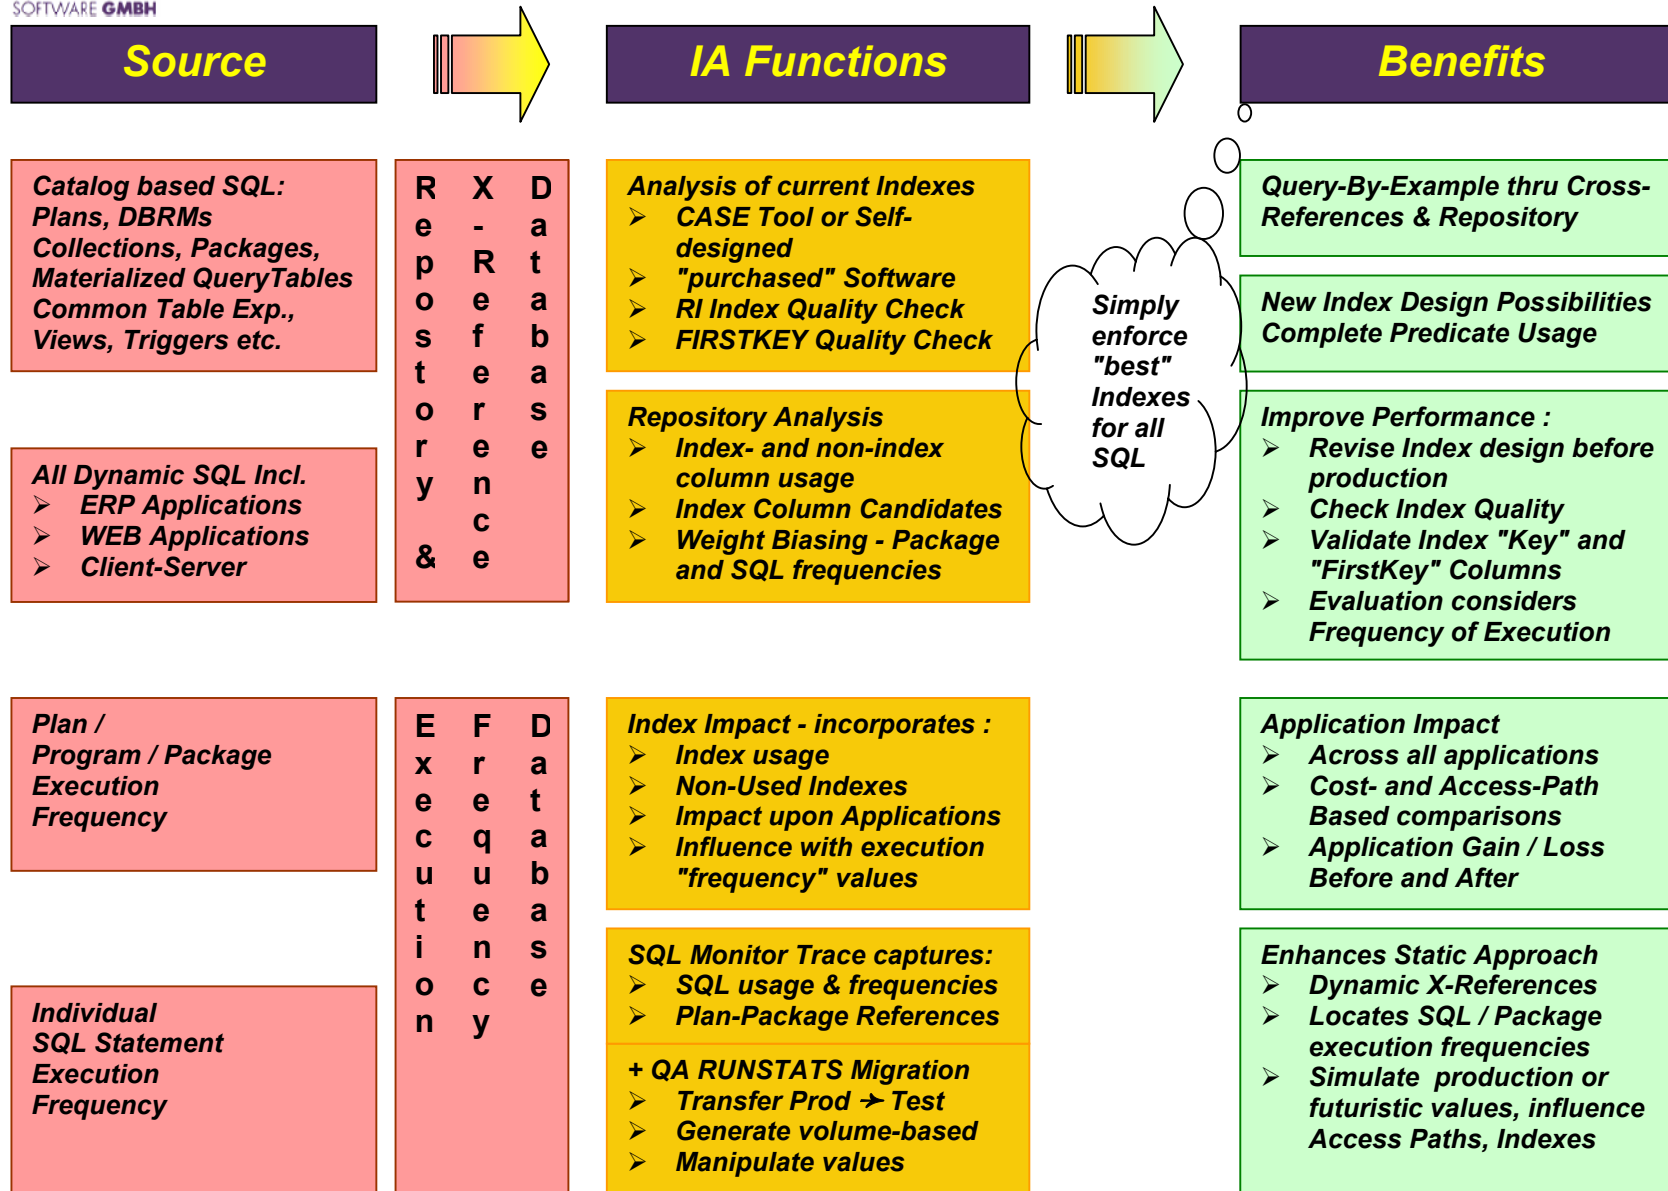 SOFTWARE GMBH
Source
IA Functions
Benefits
Catalog based SQL:
Plans, DBRMs
Collections, Packages,
Materialized QueryTables
Common Table Exp.,
Views, Triggers etc.
All Dynamic SQL Incl.
➢ ERP Applications
➢ WEB Applications
➢ Client-Server
Repostory &
X-Reference
Database
Analysis of current Indexes
➢ CASE Tool or Self-
designed
➢ "purchased" Software
➢ RI Index Quality Check
➢ FIRSTKEY Quality Check
Repository Analysis
➢ Index- and non-index
column usage
➢ Index Column Candidates
➢ Weight Biasing - Package
and SQL frequencies
Simply
enforce
"best"
Indexes
for all
SQL
Query-By-Example thru Cross-
References & Repository
New Index Design Possibilities
Complete Predicate Usage
Improve Performance :
➢ Revise Index design before
production
➢ Check Index Quality
➢ Validate Index "Key" and
"FirstKey" Columns
➢ Evaluation considers
Frequency of Execution
Plan /
Program / Package
Execution
Frequency
Individual
SQL Statement
Execution
Frequency
Execution
Frequency
Database
Index Impact - incorporates :
➢ Index usage
➢ Non-Used Indexes
➢ Impact upon Applications
➢ Influence with execution
"frequency" values
SQL Monitor Trace captures:
➢ SQL usage & frequencies
➢ Plan-Package References
+ QA RUNSTATS Migration
➢ Transfer Prod ➛ Test
➢ Generate volume-based
➢ Manipulate values
Application Impact
➢ Across all applications
➢ Cost- and Access-Path
Based comparisons
➢ Application Gain / Loss
Before and After
Enhances Static Approach
➢ Dynamic X-References
➢ Locates SQL / Package
execution frequencies
➢ Simulate production or
futuristic values, influence
Access Paths, Indexes